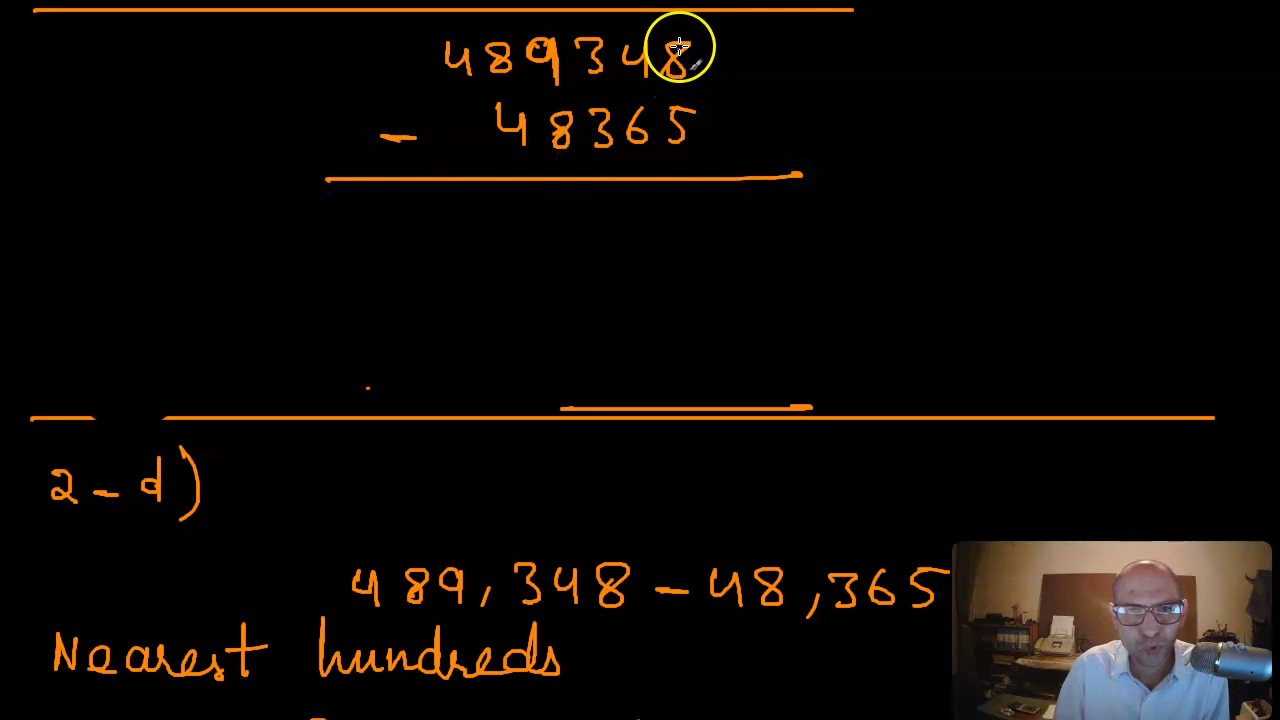 489348
- 48365
2-d)
489,348-48,365
Nearest hundreds